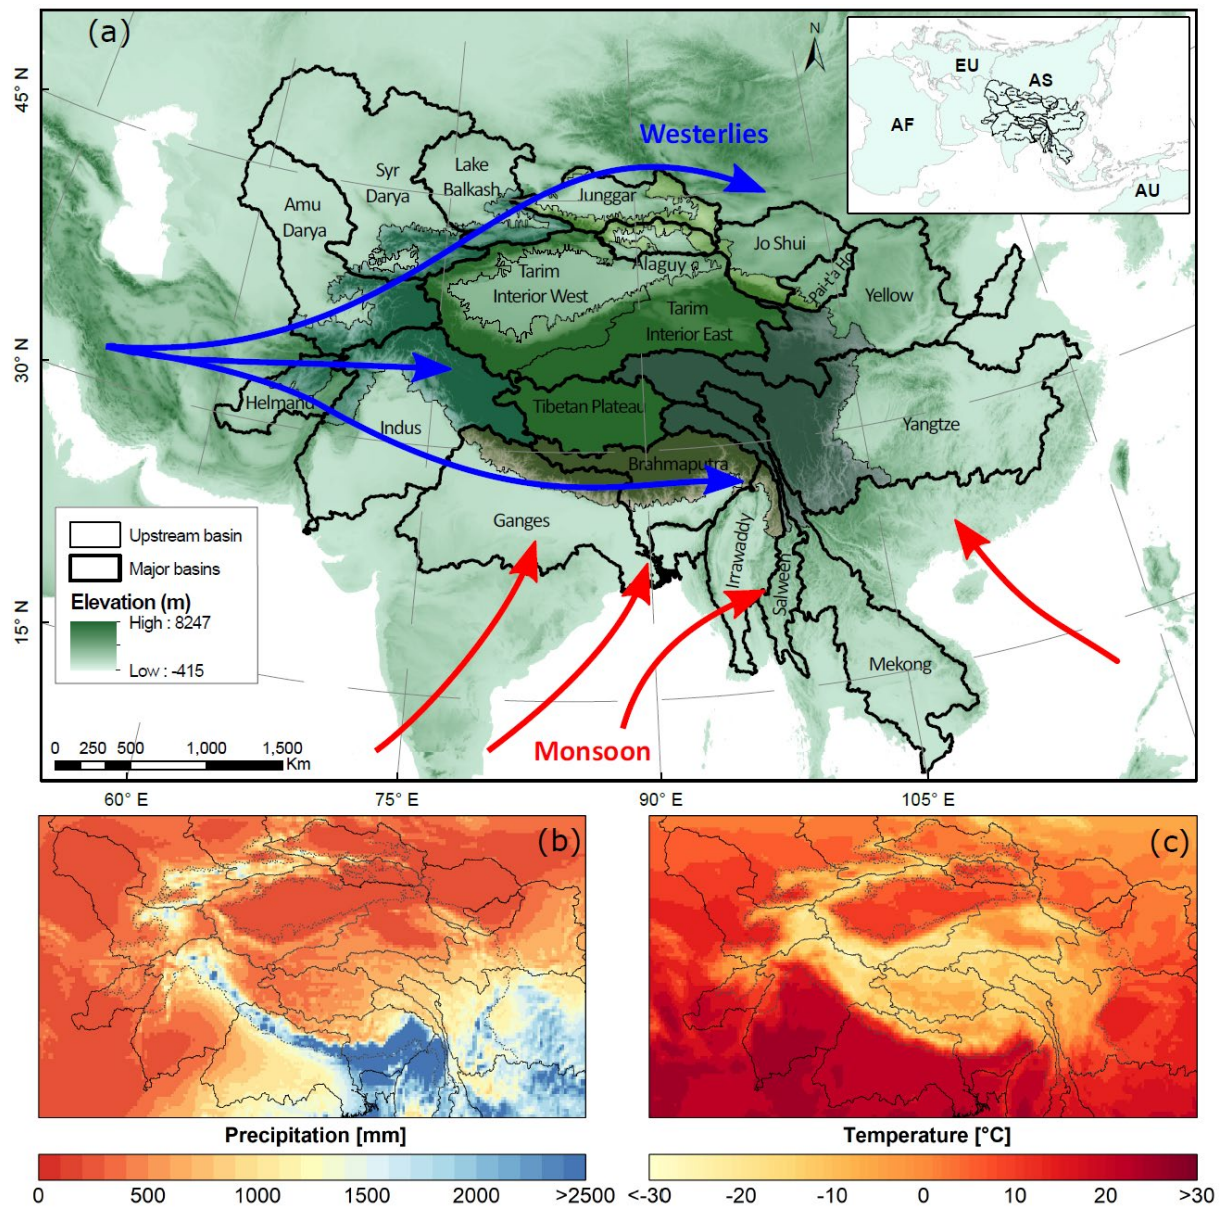 (a)
N
EU
AS
AF
AU
45° N
30° N
15° N
Westerlies
Syr
Darya
Lake
Balkash
Junggar
Amu
Darya
Jo Shui
Tarim
Interior West
Alaguy
Pai-t'a Ho
Yellow
Tarim
Interior East
Helmand
Indus
Tibetan Plateau
Yangtze
Brahmaputra
Ganges
Irrawaddy
Salween
Mekong
Monsoon
Upstream basin
Major basins
Elevation (m)
High : 8247
Low : -415
0 250 500 1,000 1,500
Km
60° E 75° E 90° E 105° E
(b)
(c)
Precipitation [mm]
0 500 1000 1500 2000 >2500
Temperature [°C]
<-30 -20 -10 0 10 20 >30